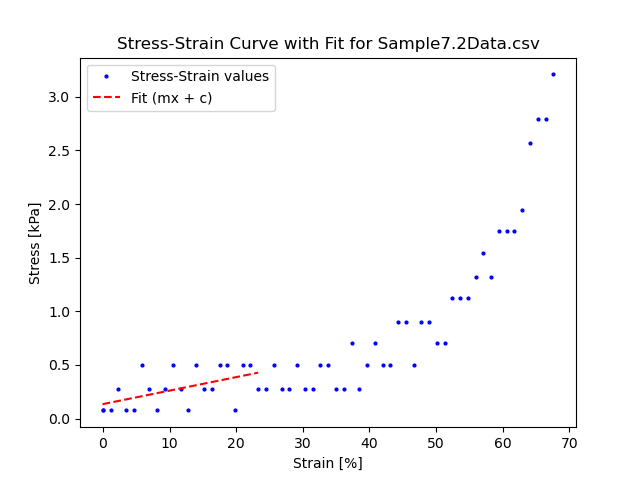 Stress-Strain Curve with Fit for Sample7.2Data.csv
Stress-Strain values
Fit (mx + c)
3.0
2.5
2.0
1.5
1.0
0.5
0.0
Stress [kPa]
0 10 20 30 40 50 60 70
Strain [%]